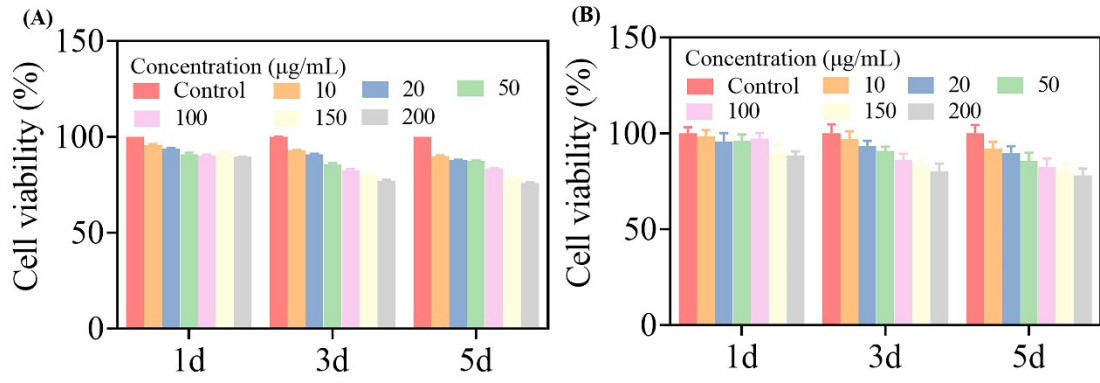 (A)
Cell viability (%)
150
100
50
0
Concentration (μg/mL)
Control 10 20 50
100 150 200
1d 3d 5d
(B)
Cell viability (%)
150
100
50
0
Concentration (μg/mL)
Control 10 20 50
100 150 200
1d 3d 5d